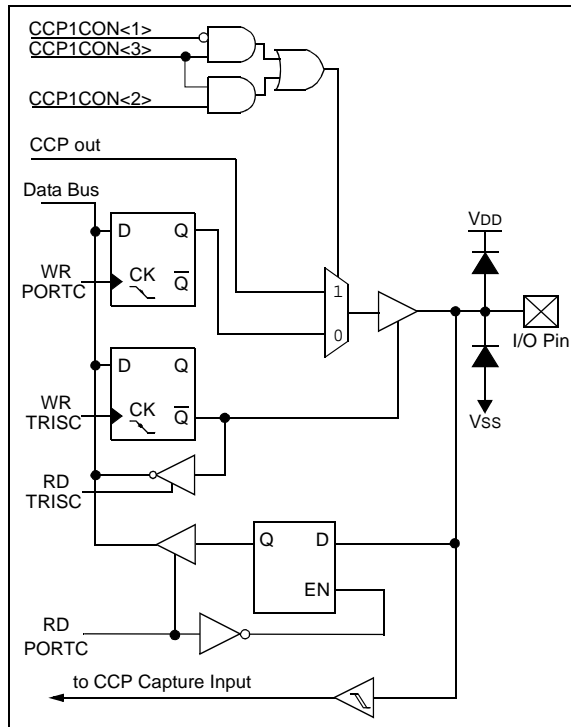 CCP1CON<1>
CCP1CON<3>
CCP1CON<2>
CCP out
Data Bus
D Q
CK Q
WR
PORTC
1
0
VDD
I/O Pin
VSS
D Q
CK Q
WR
TRISC
RD
TRISC
Q D
EN
RD
PORTC
to CCP Capture Input